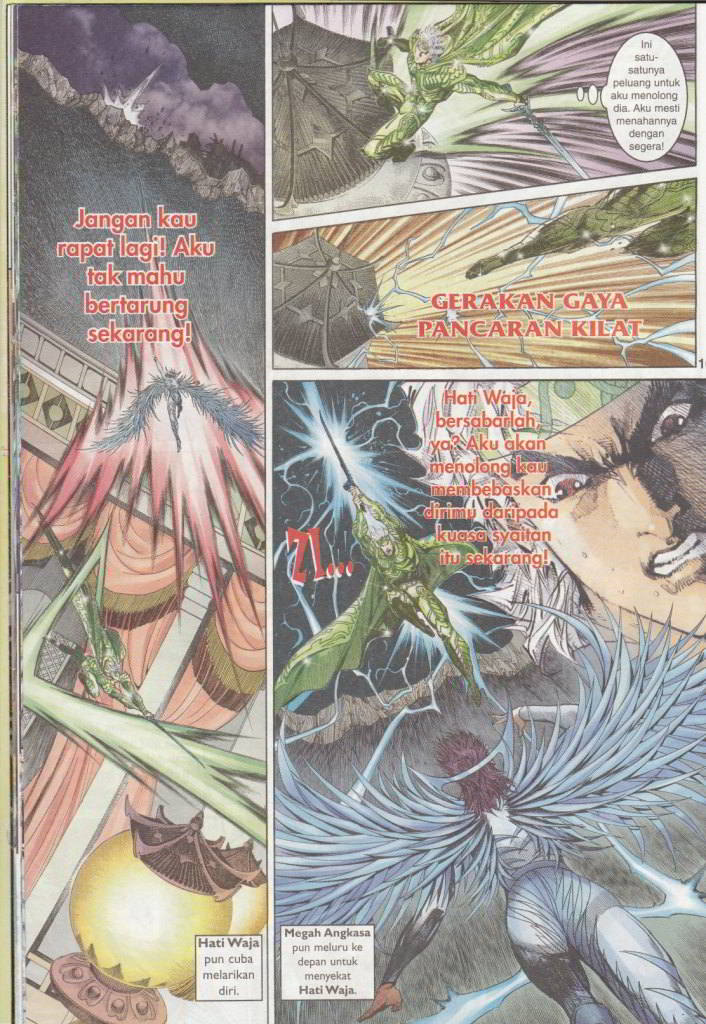 Jangan kau
rapat lagi! Aku
tak mahu
bertarung
sekarang!
Hati Waja
pun cuba
melarikan
diri.
Ini
satu-
satunya
peluang untuk
aku menolong
dia. Aku mesti
menahannya
dengan
segera!
GERAKAN GAYA
PANCARAN KILAT
Hati Waja,
bersabarlah,
ya? Aku akan
menolong kau
membebaskan
dirimu daripada
kuasa syaitan
itu sekarang!
ZI...
Megah Angkasa
pun meluru ke
depan untuk
menyekat
Hati Waja.